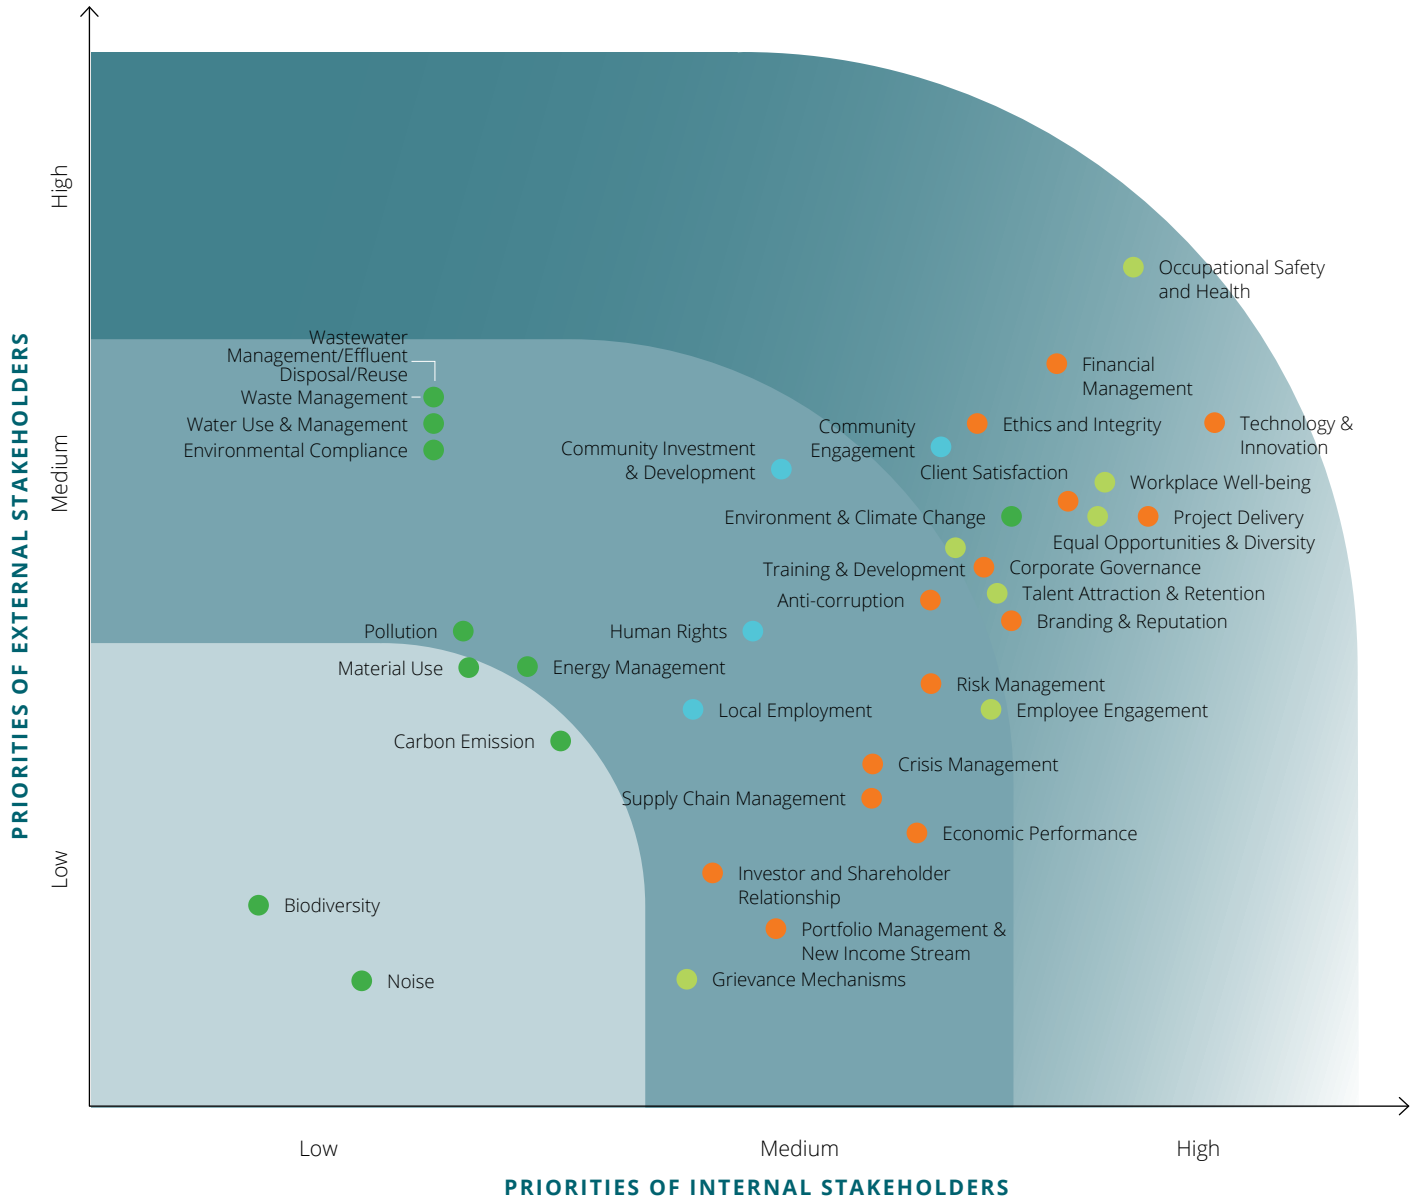 High
Medium
Low
PRIORITIES OF EXTERNAL STAKEHOLDERS
Occupational Safety
and Health
Wastewater
Management/Effluent
Disposal/Reuse
Waste Management
Water Use & Management
Environmental Compliance
Financial
Management
Community
Engagement
Ethics and Integrity
Technology &
Innovation
Community Investment
& Development
Client Satisfaction
Workplace Well-being
Environment & Climate Change
Project Delivery
Equal Opportunities & Diversity
Training & Development
Corporate Governance
Anti-corruption
Talent Attraction & Retention
Branding & Reputation
Pollution
Human Rights
Material Use
Energy Management
Risk Management
Local Employment
Employee Engagement
Carbon Emission
Crisis Management
Supply Chain Management
Economic Performance
Investor and Shareholder
Relationship
Biodiversity
Portfolio Management &
New Income Stream
Noise
Grievance Mechanisms
Low
Medium
High
PRIORITIES OF INTERNAL STAKEHOLDERS